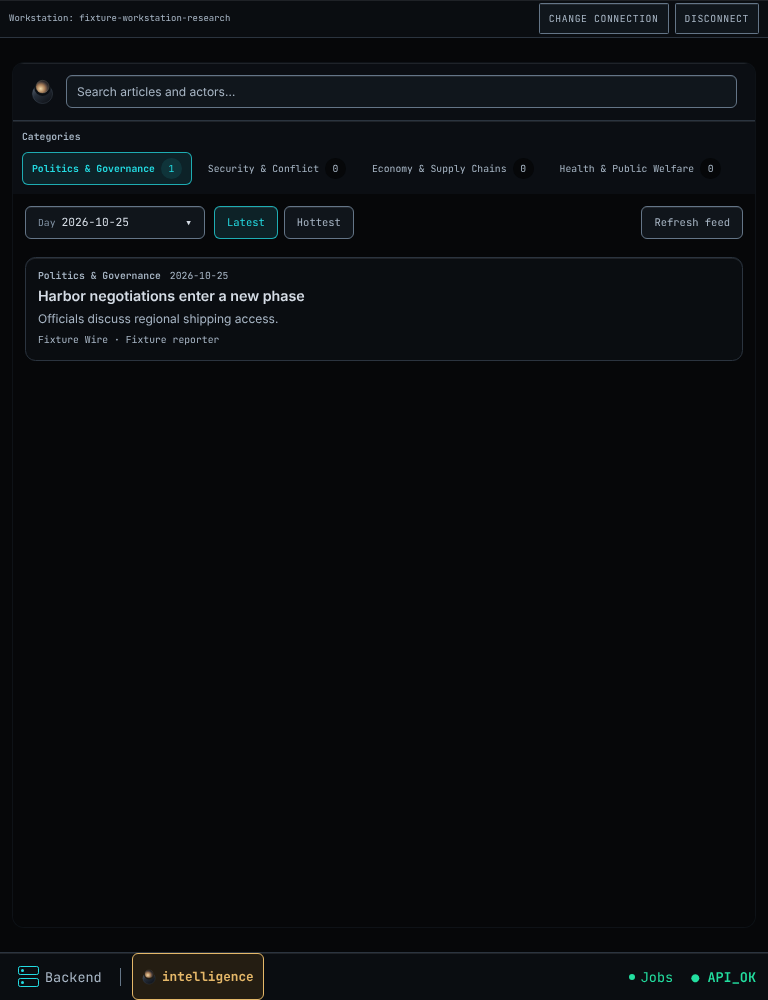 Workstation: fixture-workstation-research
CHANGE CONNECTION
DISCONNECT
Search articles and actors...
Categories
Politics & Governance 1
Security & Conflict 0
Economy & Supply Chains 0
Health & Public Welfare 0
Day 2026-10-25
Latest
Hottest
Refresh feed
Politics & Governance 2026-10-25
Harbor negotiations enter a new phase
Officials discuss regional shipping access.
Fixture Wire · Fixture reporter
Backend
intelligence
Jobs
API_OK